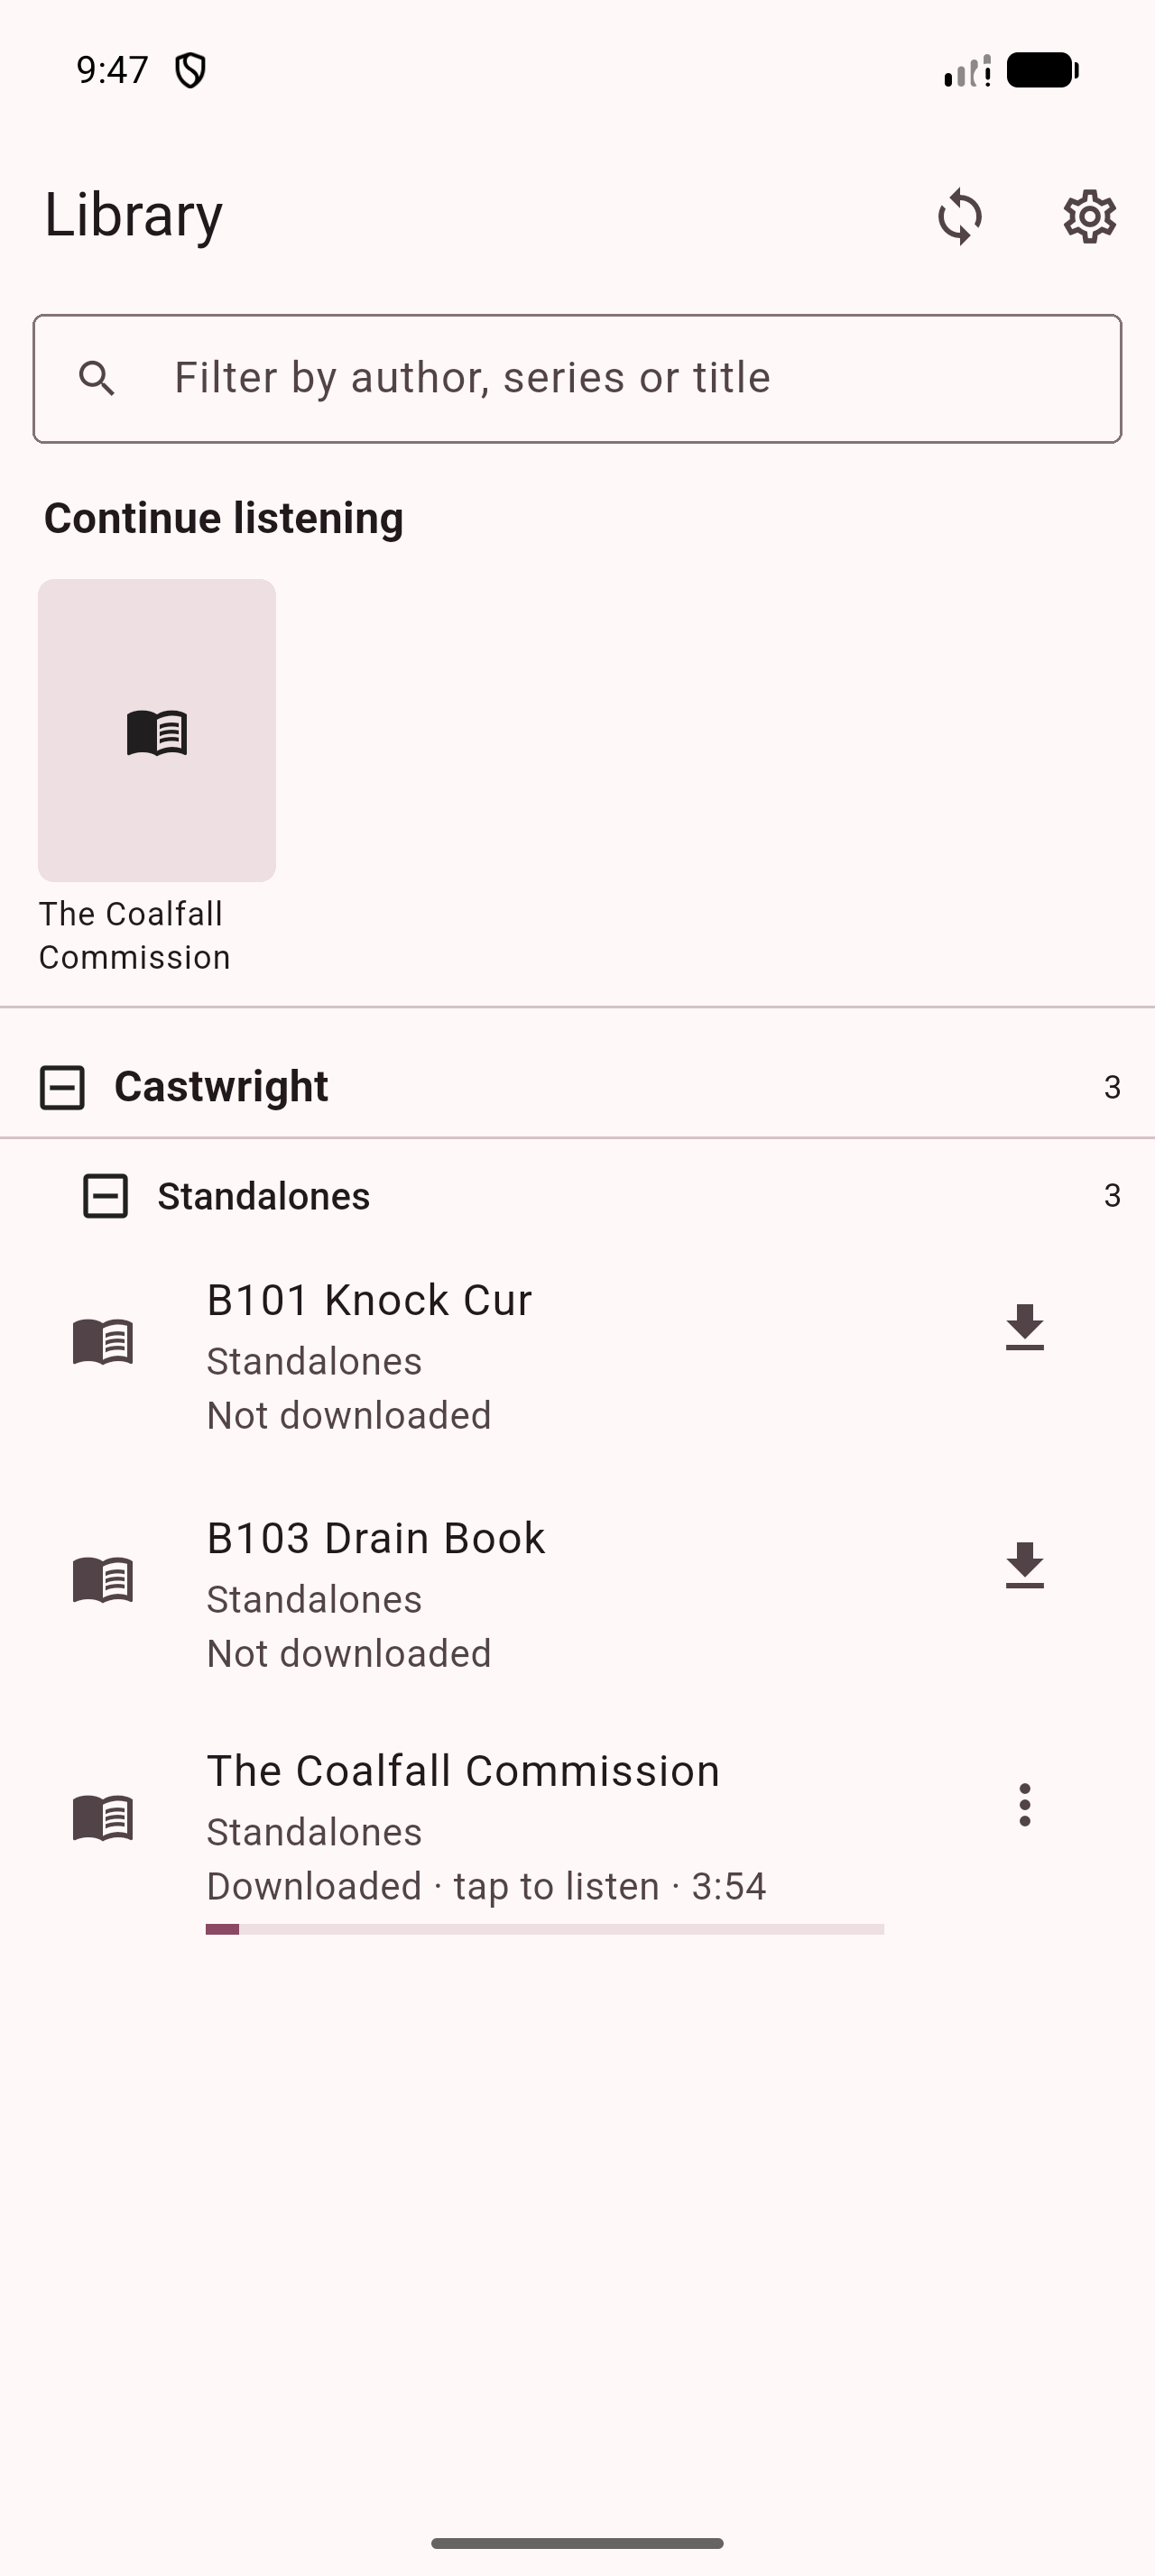 9:47
Library
Filter by author, series or title
Continue listening
The Coalfall
Commission
Castwright
3
Standalones
3
B101 Knock Cur
Standalones
Not downloaded
B103 Drain Book
Standalones
Not downloaded
The Coalfall Commission
Standalones
Downloaded · tap to listen · 3:54